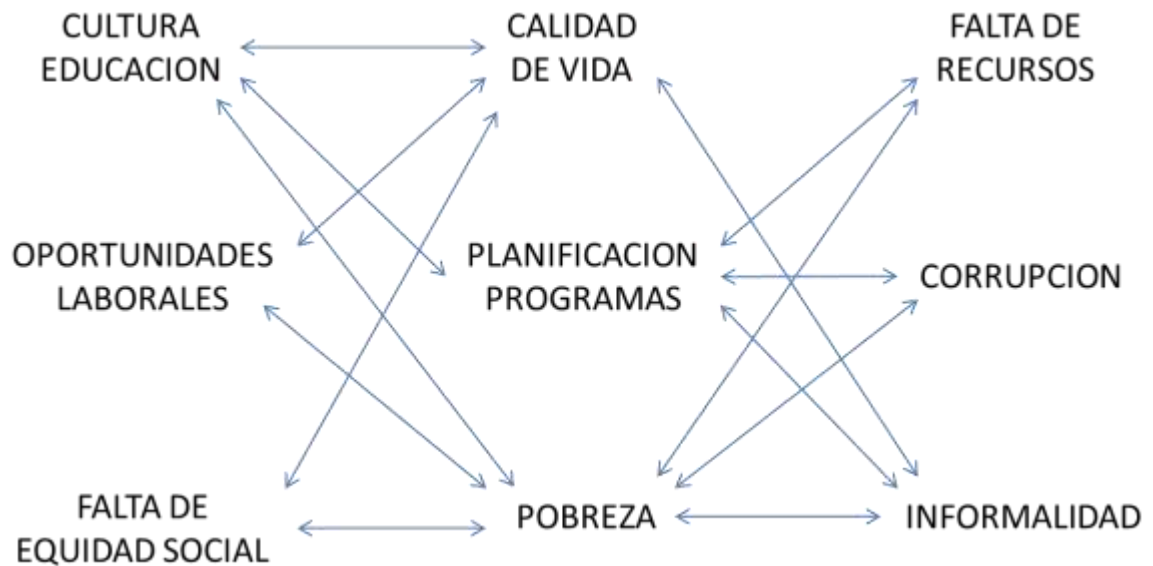 CULTURA
EDUCACION
CALIDAD
DE VIDA
FALTA DE
RECURSOS
OPORTUNIDADES
LABORALES
PLANIFICACION
PROGRAMAS
CORRUPCION
FALTA DE
EQUIDAD SOCIAL
POBREZA
INFORMALIDAD